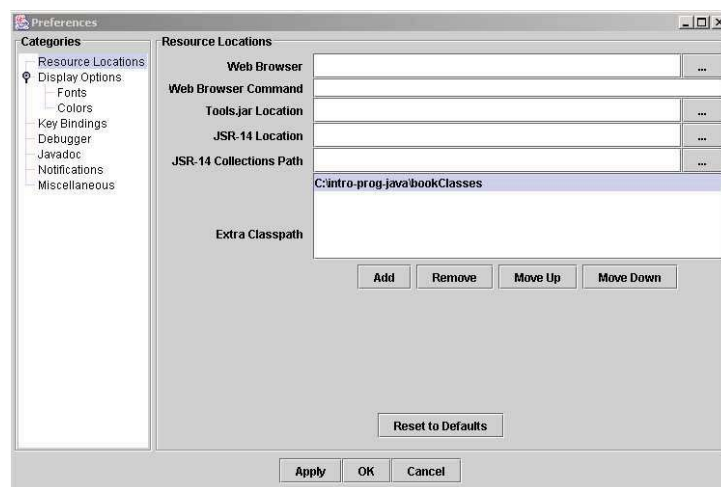 Preferences
Categories
Resource Locations
Display Options
Fonts
Colors
Key Bindings
Debugger
Javadoc
Notifications
Miscellaneous
Resource Locations
Web Browser
...
Web Browser Command
Tools.jar Location
...
JSR-14 Location
...
JSR-14 Collections Path
...
C:\intro-prog-java\bookClasses
Extra Classpath
Add Remove Move Up Move Down
Reset to Defaults
Apply OK Cancel